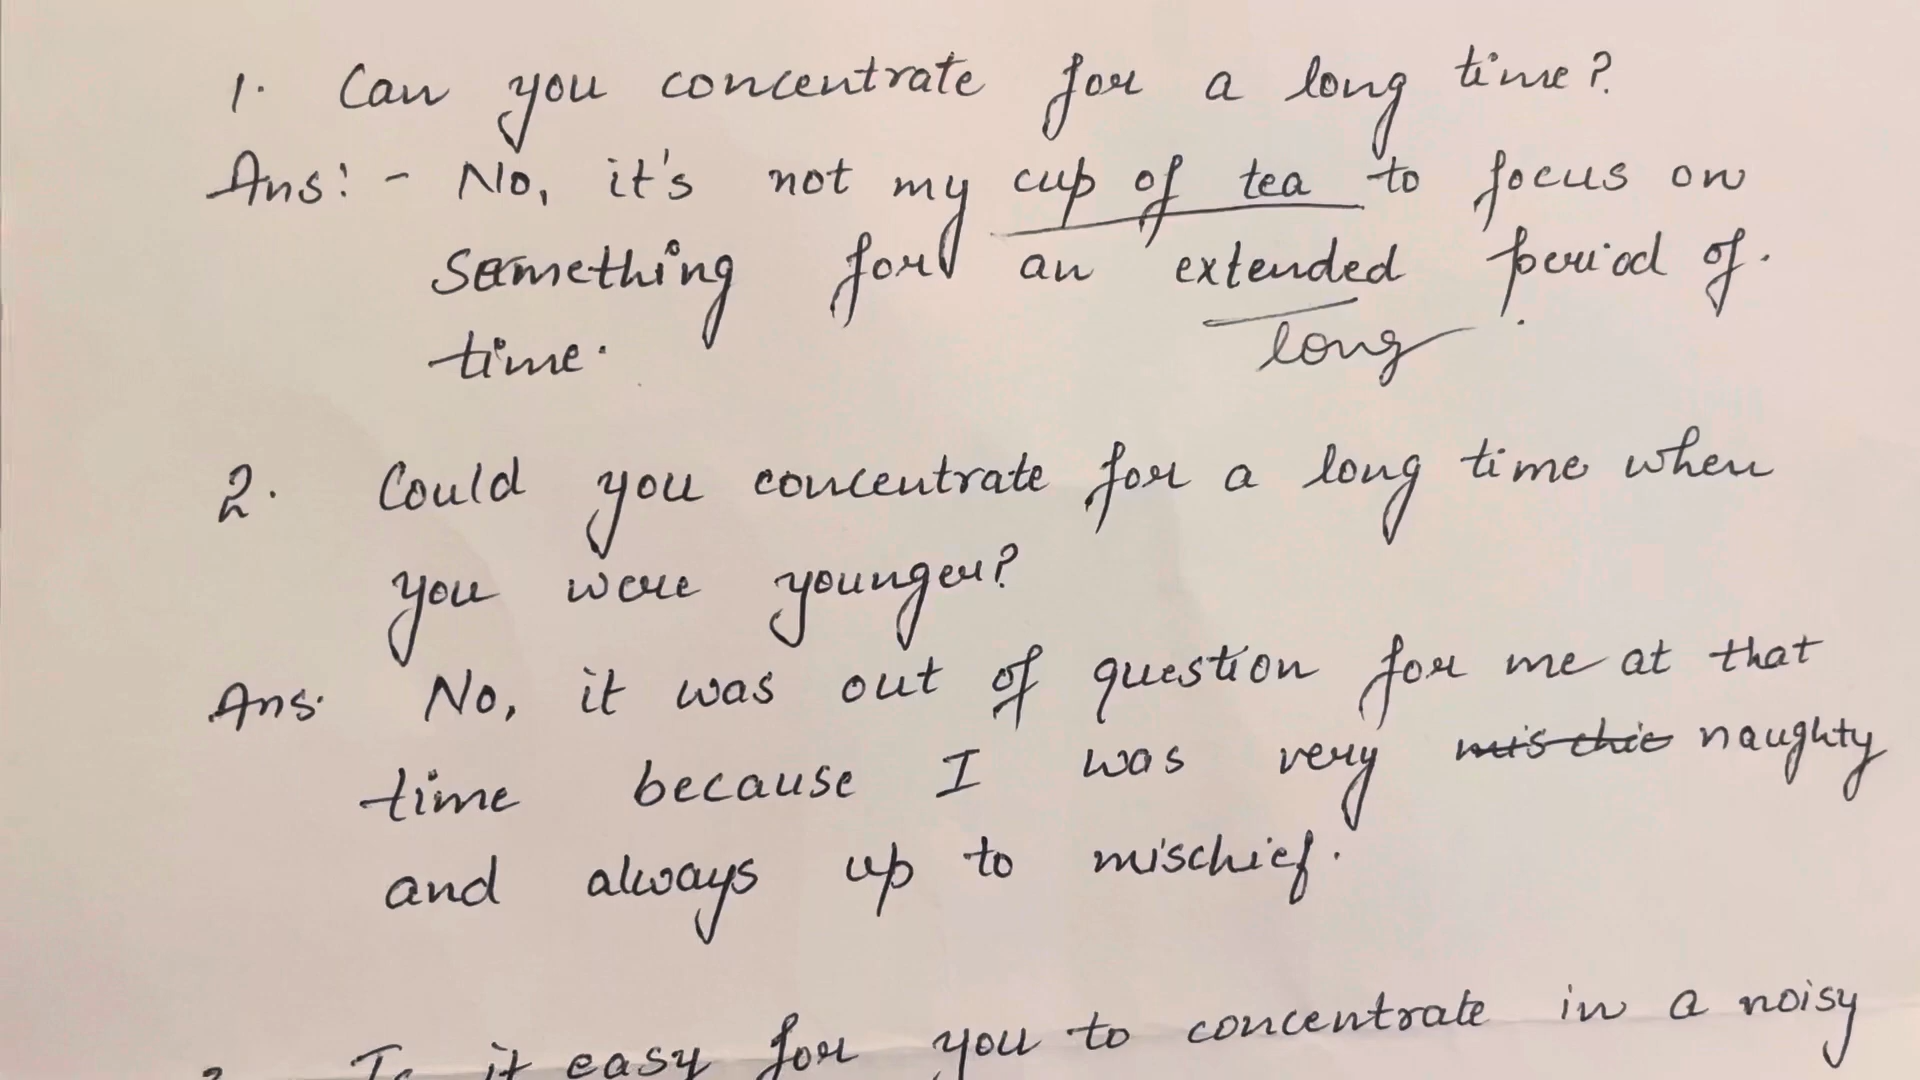 1. Can you concentrate for a long time?
Ans:- No, it's not my cup of tea to focus on
something for an extended period of.
long
time.
2. Could you concentrate for a long time when
you were younger?
Ans. No, it was out of question for me at that
time because I was very mischie naughty
and always up to mischief.
3. Is it easy for you to concentrate in a noisy